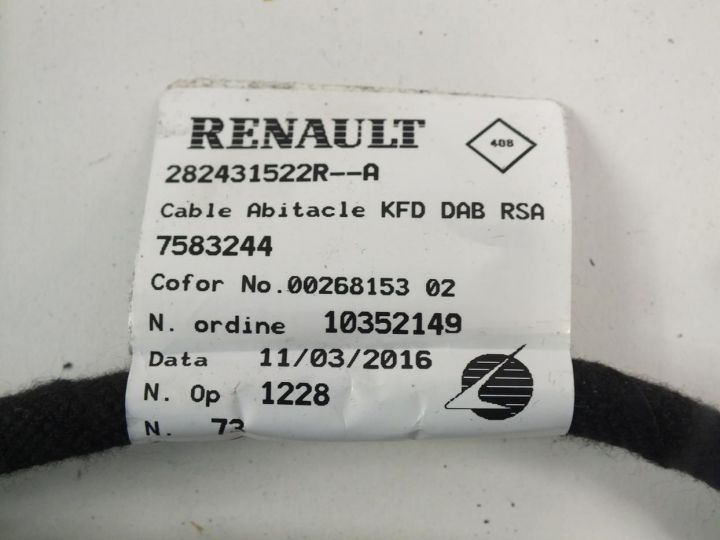 RENAULT
408
282431522R--A
Cable Abitacle KFD DAB RSA
7583244
Cofor No.00268153 02
N. ordine 10352149
Data 11/03/2016
N. Op 1228
N. 73